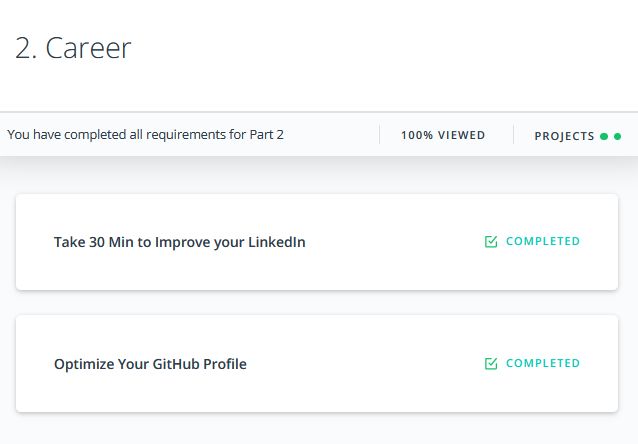 2. Career
You have completed all requirements for Part 2
100% VIEWED
PROJECTS
Take 30 Min to Improve your LinkedIn
COMPLETED
Optimize Your GitHub Profile
COMPLETED